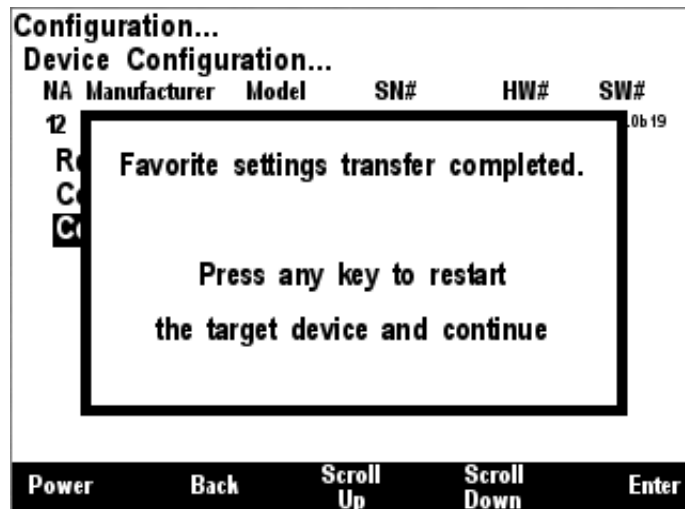 Configuration...
Device Configuration...
NA Manufacturer Model SN# HW# SW#
12 .0b19
Favorite settings transfer completed.
Press any key to restart
the target device and continue
Power Back Scroll Up Scroll Down Enter